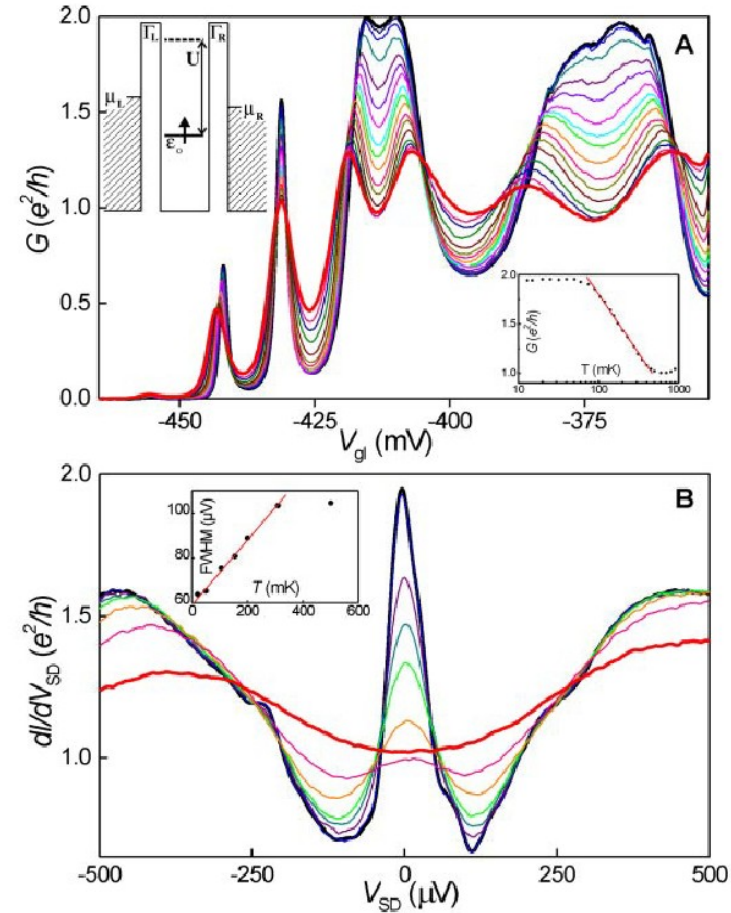 2.0
1.5
1.0
0.5
0.0
G (e²/h)
A
Γ_L
Γ_R
U
μ_L
μ_R
ε_o
2.0
1.5
1.0
G (e²/h)
T (mK)
10
100
1000
-450
-425
-400
-375
V_gl (mV)
2.0
1.5
1.0
dI/dV_SD (e²/h)
B
100
80
60
FWHM (μV)
T (mK)
0
200
400
600
-500
-250
0
250
500
V_SD (μV)